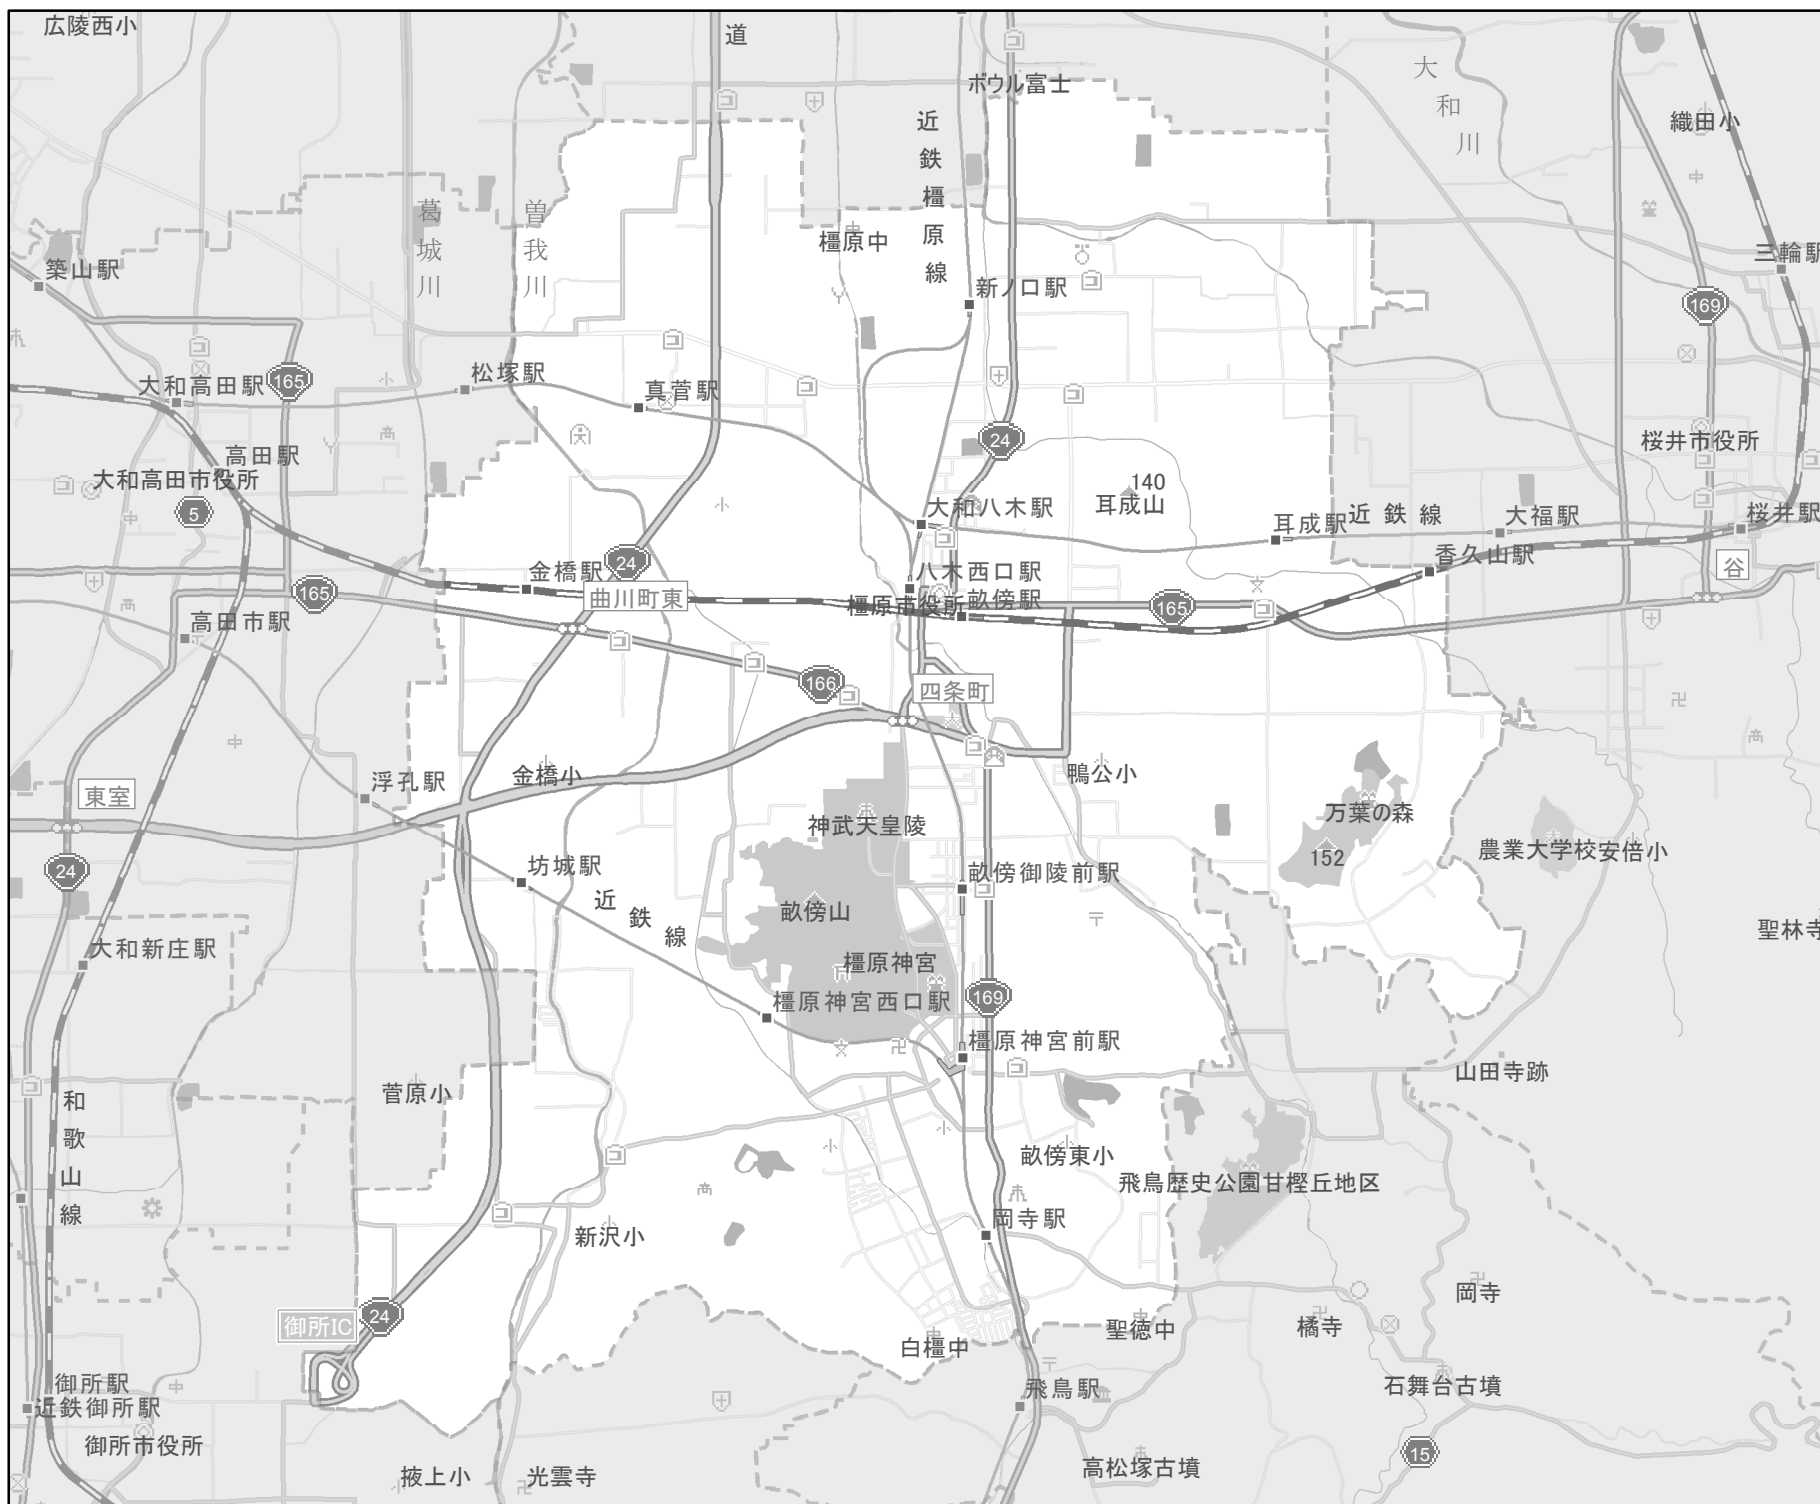 広陵西小
道
ボウル富士
大和川
織田小
近鉄橿原線
葛城川
曽我川
橿原中
築山駅
新ノ口駅
三輪駅
169
松塚駅
大和高田駅
165
真菅駅
24
桜井市役所
高田駅
大和高田市役所
5
140
耳成山
大和八木駅
耳成駅
近鉄線
大福駅
桜井駅
香久山駅
谷
24
金橋駅
曲川町東
八木西口駅
橿原市役所
畝傍駅
165
165
高田市駅
166
四条町
浮孔駅
金橋小
鴨公小
東室
神武天皇陵
万葉の森
152
農業大学校
安倍小
24
坊城駅
畝傍御陵前駅
近鉄線
畝傍山
大和新庄駅
聖林寺
橿原神宮
橿原神宮西口駅
169
橿原神宮前駅
山田寺跡
菅原小
和歌山線
畝傍東小
飛鳥歴史公園甘樫丘地区
岡寺駅
新沢小
岡寺
24
御所IC
聖徳中
橘寺
白橿中
御所駅
近鉄御所駅
飛鳥駅
石舞台古墳
御所市役所
15
掖上小
光雲寺
高松塚古墳